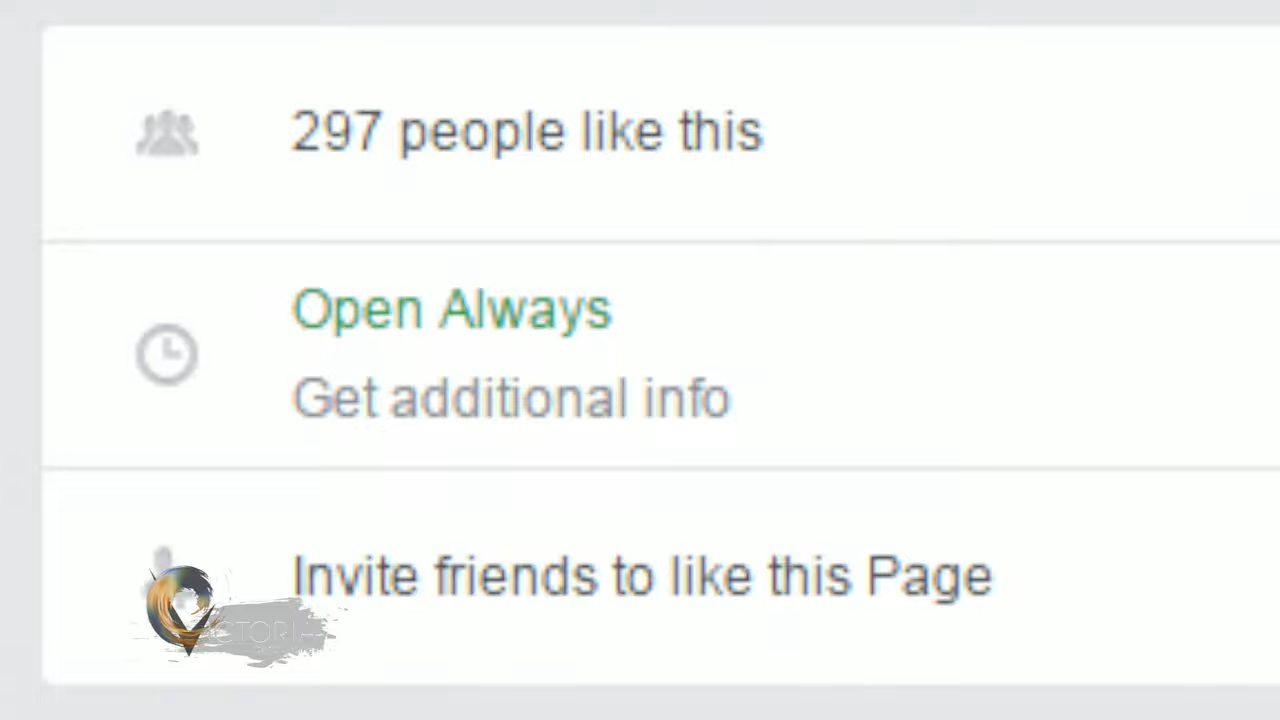 297 people like this
Open Always
Get additional info
Invite friends to like this Page